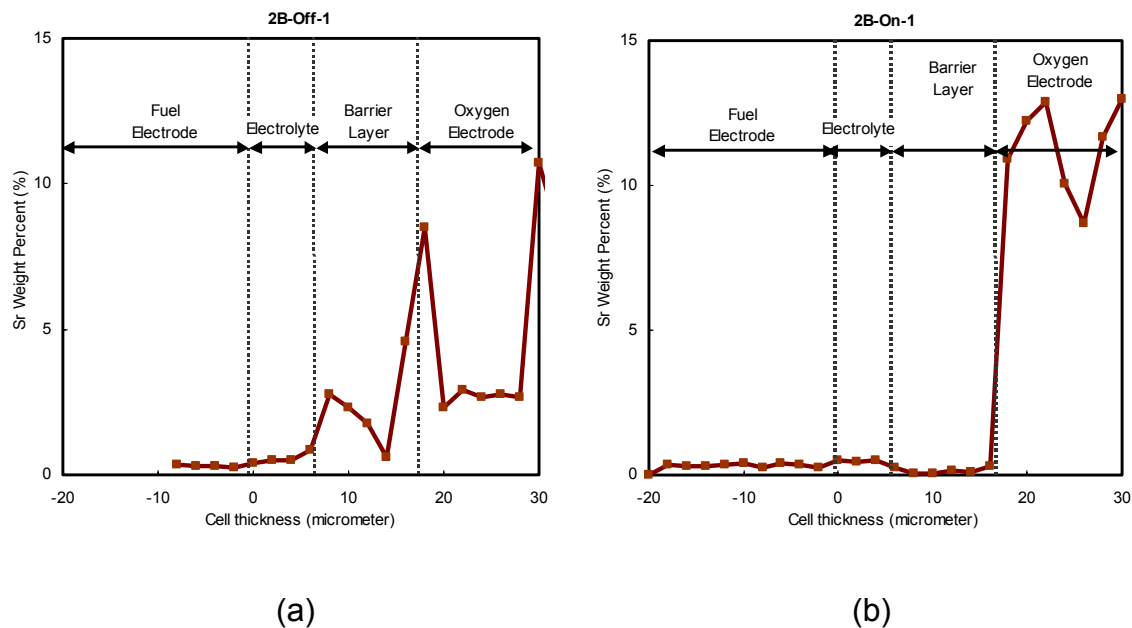 2B-Off-1
15
10
5
0
Sr Weight Percent (%)
Fuel
Electrode
Electrolyte
Barrier
Layer
Oxygen
Electrode
-20
-10
0
10
20
30
Cell thickness (micrometer)
(a)
2B-On-1
15
10
5
0
Sr Weight Percent (%)
Fuel
Electrode
Electrolyte
Barrier
Layer
Oxygen
Electrode
-20
-10
0
10
20
30
Cell thickness (micrometer)
(b)